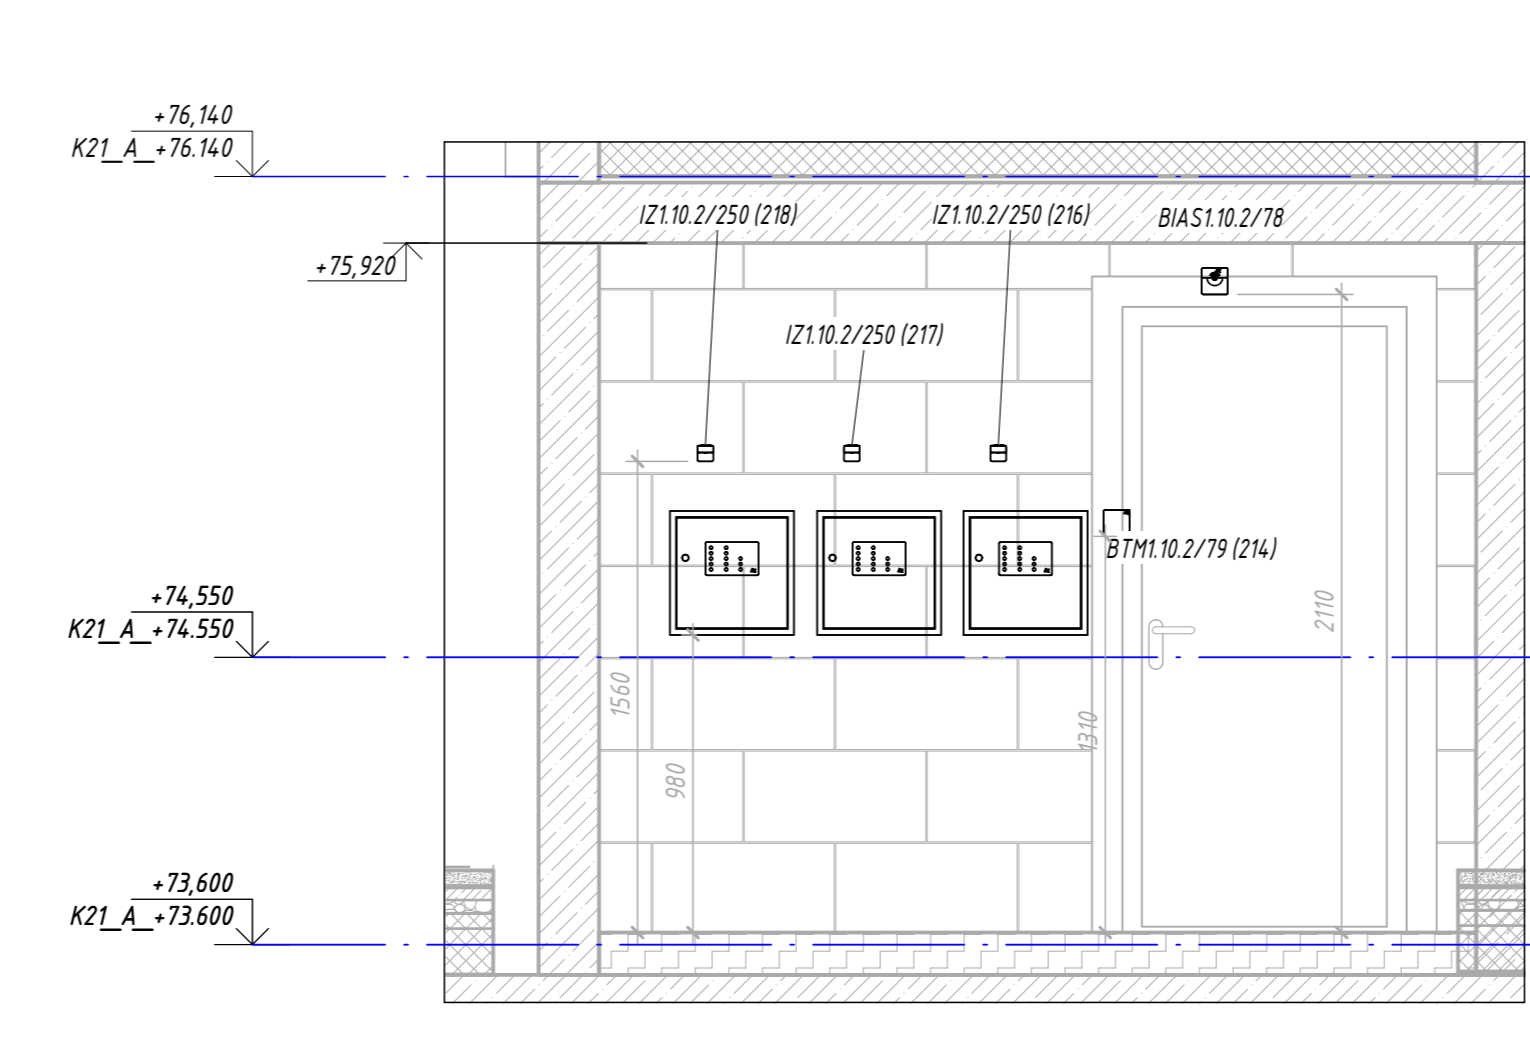 +76,140
K21_A_+76.140
IZ1.10.2/250 (218)
IZ1.10.2/250 (216)
BIAS1.10.2/78
+75,920
IZ1.10.2/250 (217)
BTM1.10.2/79 (214)
+74,550
K21_A_+74.550
2110
1560
1310
980
+73,600
K21_A_+73.600